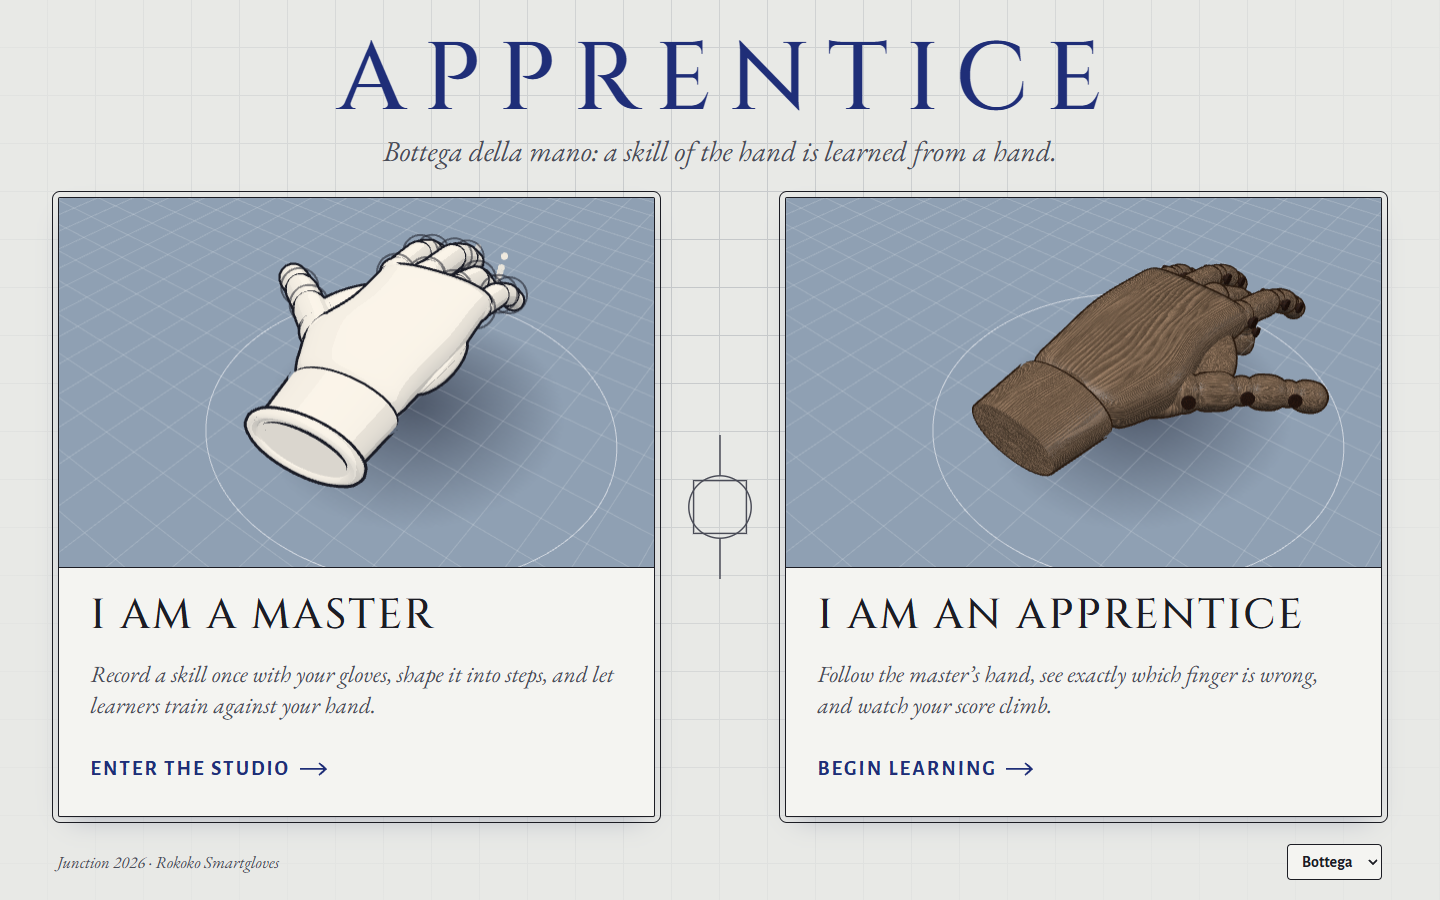 APPRENTICE
Bottega della mano: a skill of the hand is learned from a hand.
I AM A MASTER
Record a skill once with your gloves, shape it into steps, and let
learners train against your hand.
ENTER THE STUDIO →
I AM AN APPRENTICE
Follow the master’s hand, see exactly which finger is wrong,
and watch your score climb.
BEGIN LEARNING →
Junction 2026 · Rokoko Smartgloves
Bottega